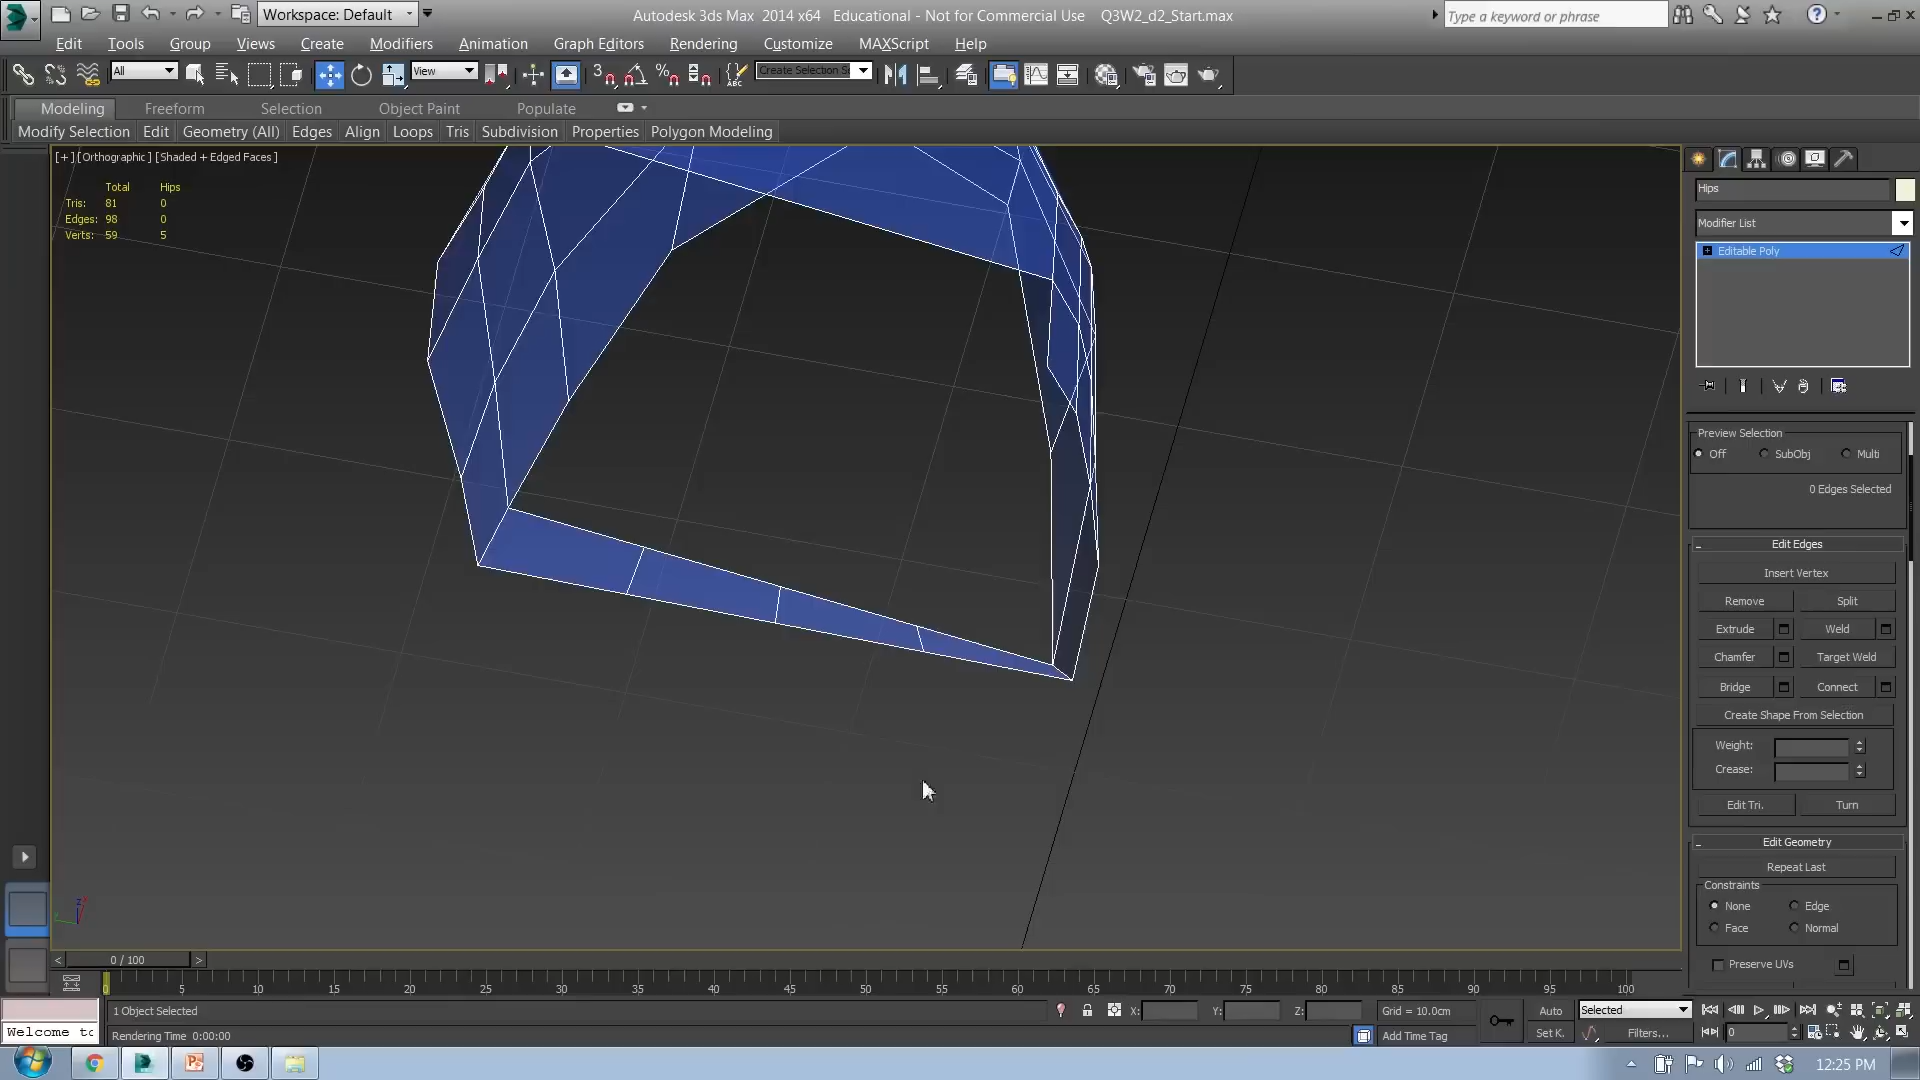 Workspace: Default
Autodesk 3ds Max 2014 x64 Educational - Not for Commercial Use Q3W2_d2_Start.max
Type a keyword or phrase
Edit Tools Group Views Create Modifiers Animation Graph Editors Rendering Customize MAXScript Help
All
View
3
ABC
Create Selection S
Modeling Freeform Selection Object Paint Populate
Modify Selection Edit Geometry (All) Edges Align Loops Tris Subdivision Properties Polygon Modeling
[+] [Orthographic] [Shaded + Edged Faces]
Total Hips
Tris: 81 0
Edges: 98 0
Verts: 59 5
Hips
Modifier List
Editable Poly
Preview Selection
Off SubObj Multi
0 Edges Selected
Edit Edges
Insert Vertex
Remove Split
Extrude Weld
Chamfer Target Weld
Bridge Connect
Create Shape From Selection
Weight:
Crease:
Edit Tri. Turn
Edit Geometry
Repeat Last
Constraints
None Edge
Face Normal
Preserve UVs
z
< 0 / 100 >
0 5 10 15 20 25 30 35 40 45 50 55 60 65 70 75 80 85 90 95 100
1 Object Selected X: Y: Z: Grid = 10.0cm Auto Selected
Welcome to Rendering Time 0:00:00 Add Time Tag Set K. Filters... 0
12:25 PM